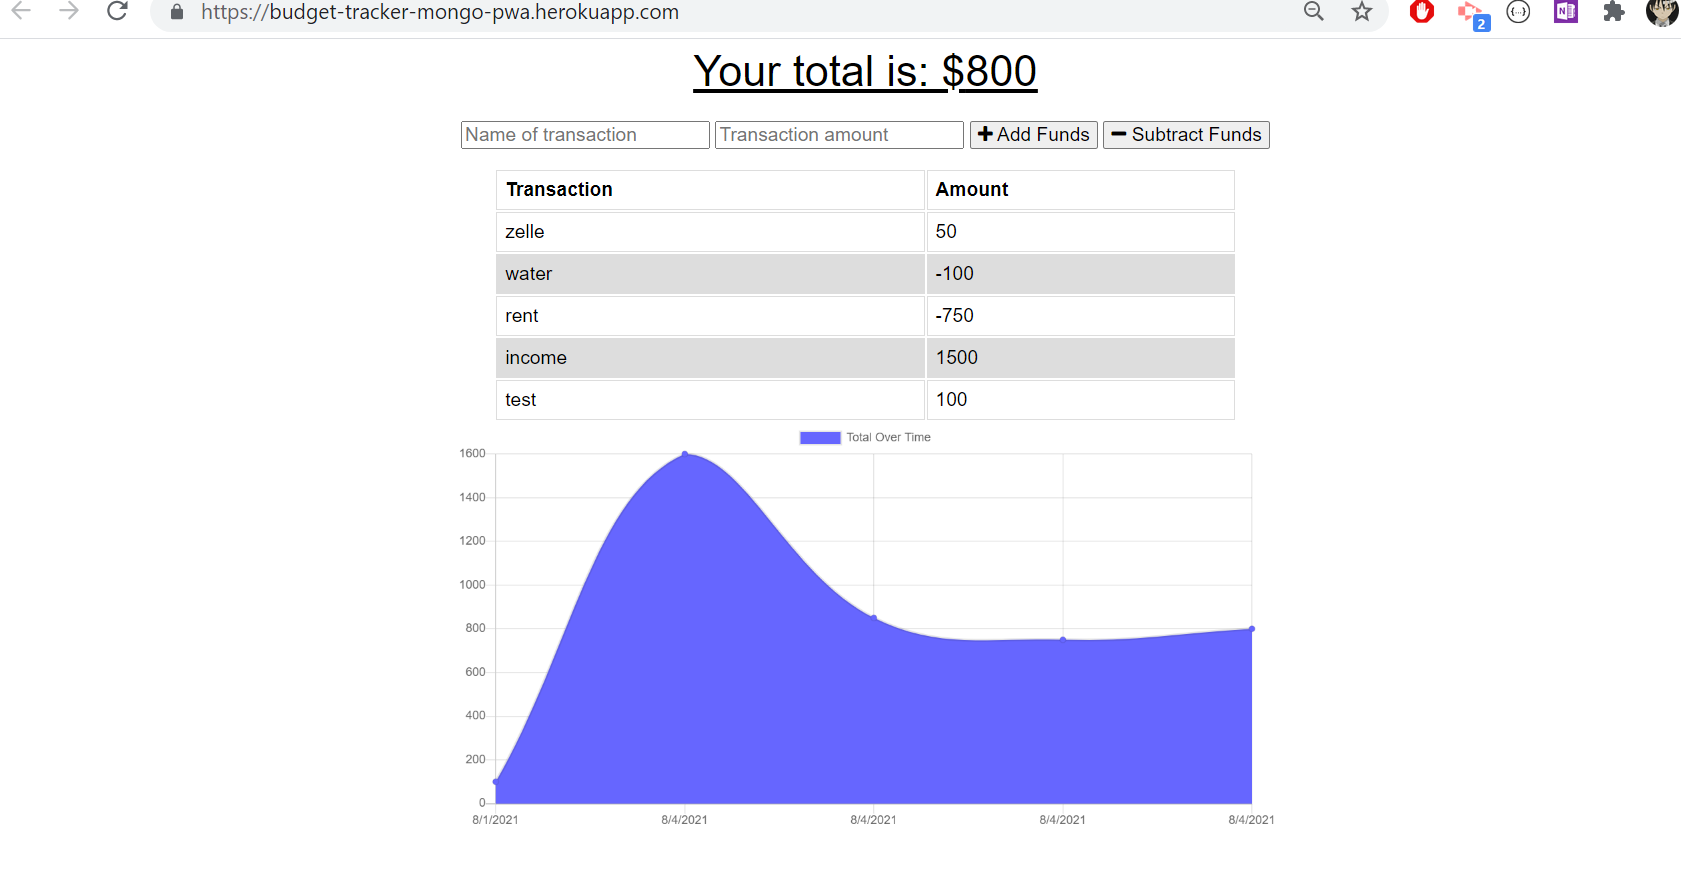 https://budget-tracker-mongo-pwa.herokuapp.com
2
{...}
N
Your total is: $800
Name of transaction Transaction amount Add Funds Subtract Funds
Transaction Amount
zelle 50
water -100
rent -750
income 1500
test 100
Total Over Time
1600
1400
1200
1000
800
600
400
200
0
8/1/2021 8/4/2021 8/4/2021 8/4/2021 8/4/2021